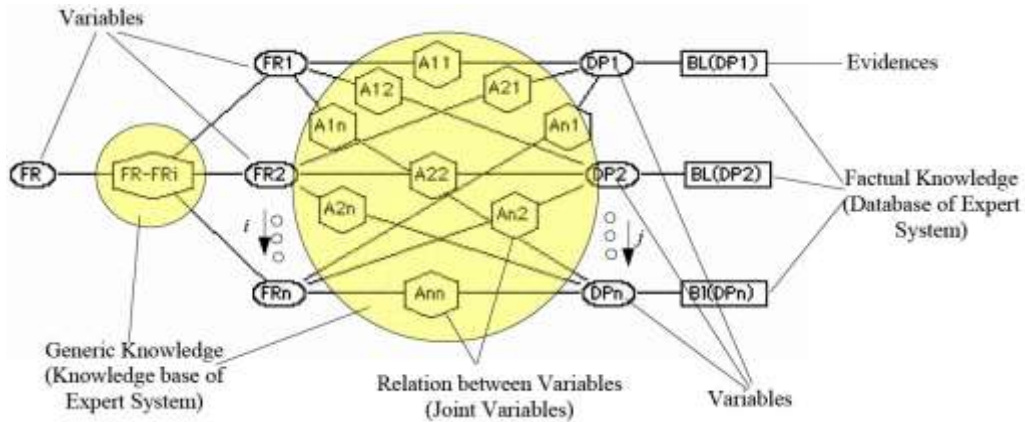 Variables
FR1
A11
DP1
BL(DP1)
Evidences
A12
A21
A1n
An1
FR
FR-FRi
FR2
A22
DP2
BL(DP2)
Factual Knowledge
(Database of Expert
System)
A2n
An2
i
j
FRn
Ann
DPn
Bl(DPn)
Generic Knowledge
(Knowledge base of
Expert System)
Relation between Variables
(Joint Variables)
Variables